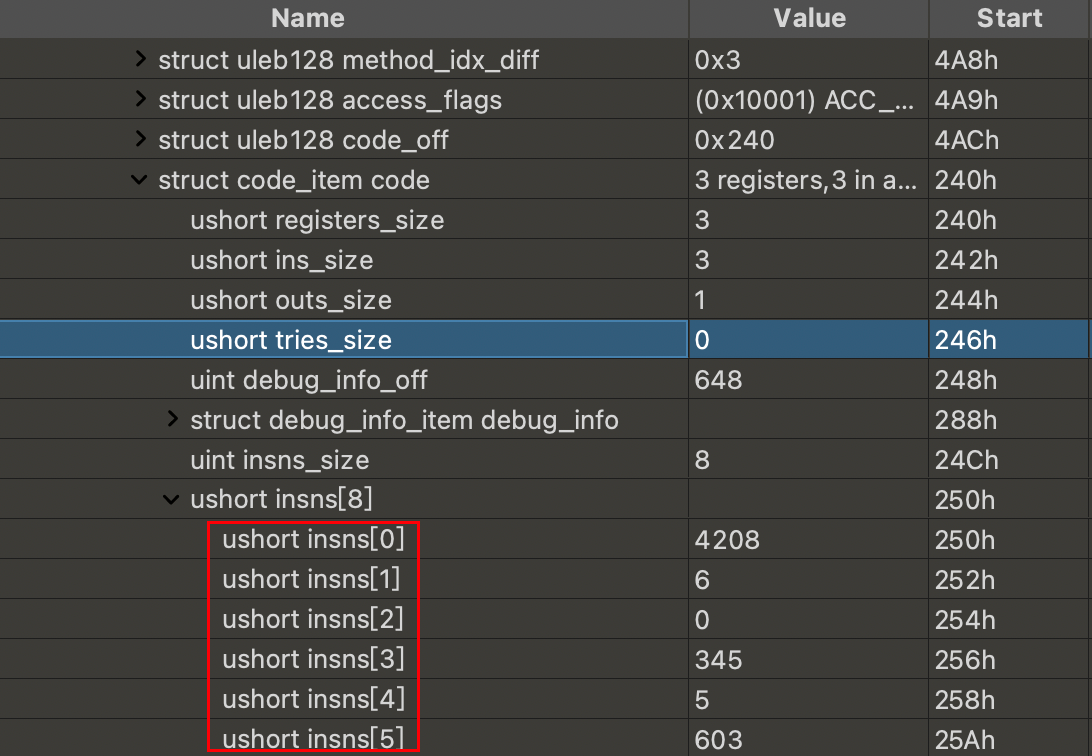 Name Value Start
struct uleb128 method_idx_diff 0x3 4A8h
struct uleb128 access_flags (0x10001) ACC_... 4A9h
struct uleb128 code_off 0x240 4ACh
struct code_item code 3 registers,3 in a... 240h
ushort registers_size 3 240h
ushort ins_size 3 242h
ushort outs_size 1 244h
ushort tries_size 0 246h
uint debug_info_off 648 248h
struct debug_info_item debug_info 288h
uint insns_size 8 24Ch
ushort insns[8] 250h
ushort insns[0] 4208 250h
ushort insns[1] 6 252h
ushort insns[2] 0 254h
ushort insns[3] 345 256h
ushort insns[4] 5 258h
ushort insns[5] 603 25Ah